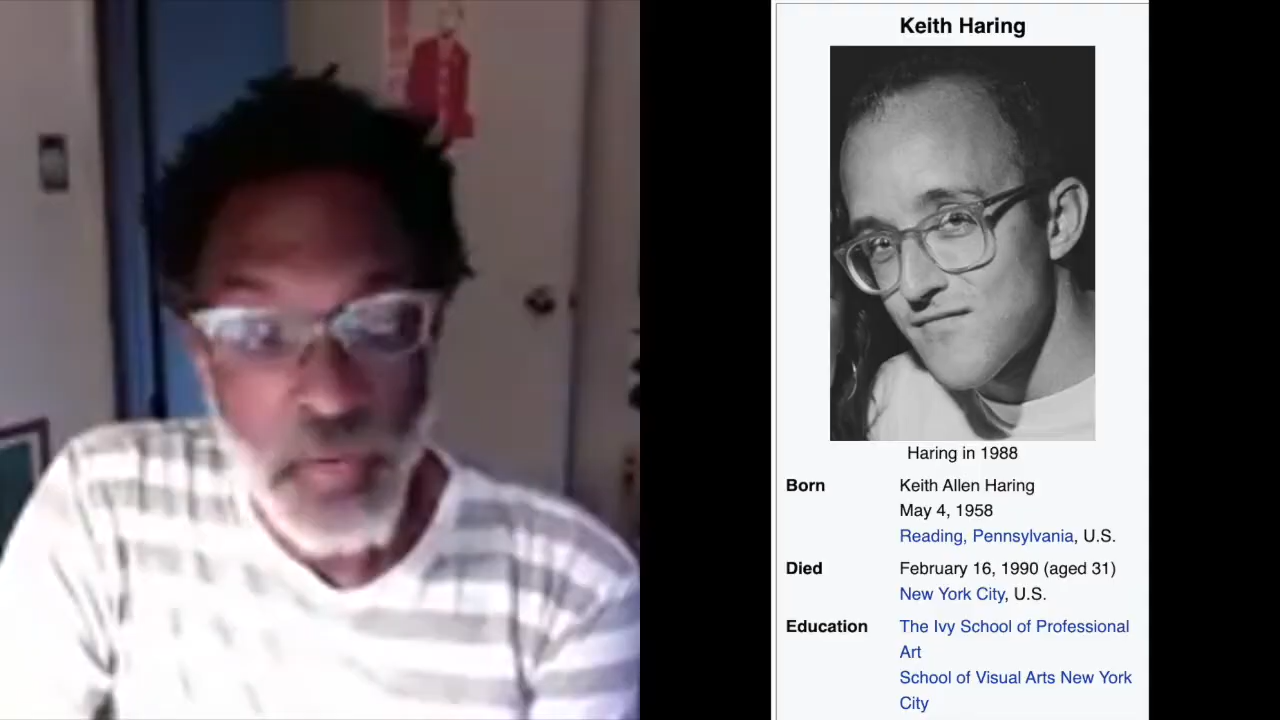 Keith Haring
Haring in 1988
Born Keith Allen Haring
May 4, 1958
Reading, Pennsylvania, U.S.
Died February 16, 1990 (aged 31)
New York City, U.S.
Education The Ivy School of Professional
Art
School of Visual Arts New York
City